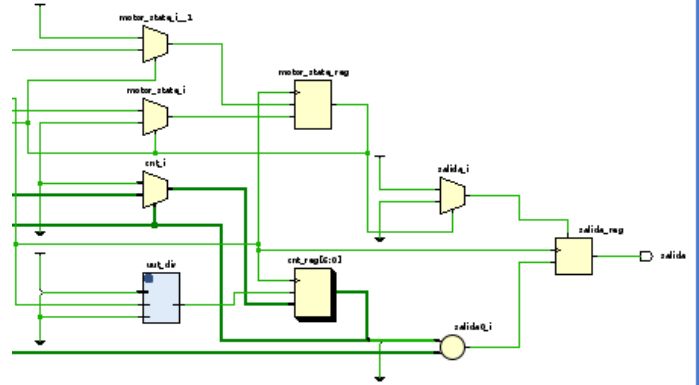 motor_state_i__1
motor_state_reg
motor_state_i
cnt_i
salida_i
salida_reg
salida
cnt_reg[6:0]
uut_div
salida0_i